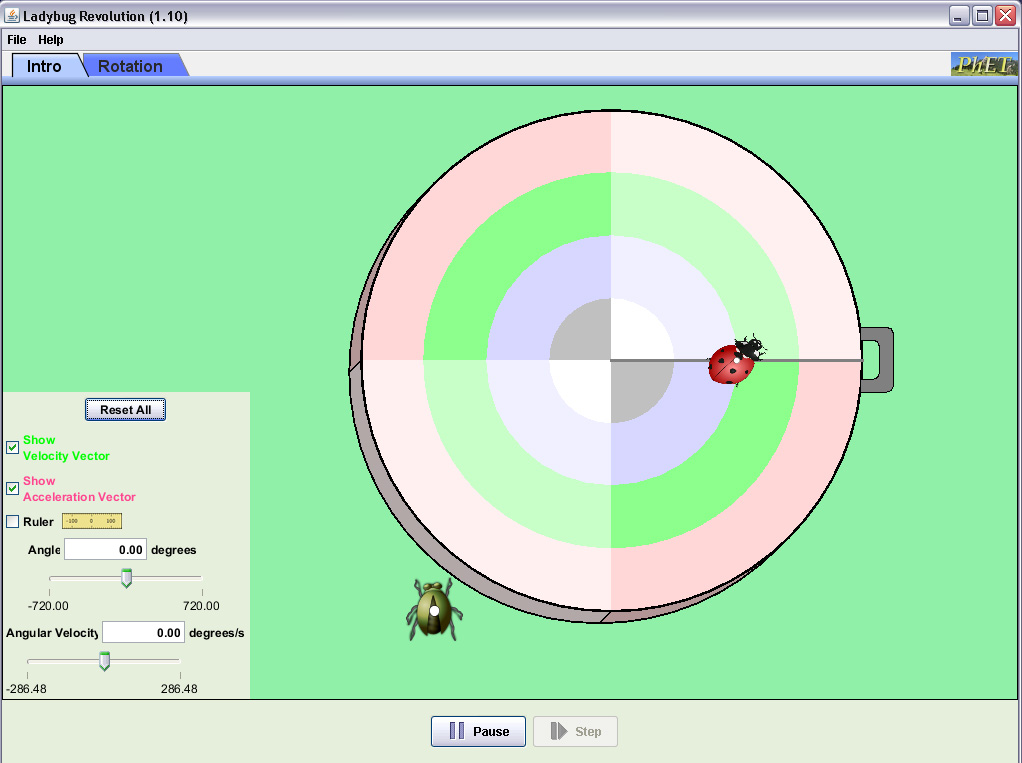 Ladybug Revolution (1.10)
File Help
Intro Rotation
PhET
Reset All
Show
Velocity Vector
Show
Acceleration Vector
Ruler -100 0 100
Angle 0.00 degrees
-720.00 720.00
Angular Velocity 0.00 degrees/s
-286.48 286.48
Pause Step